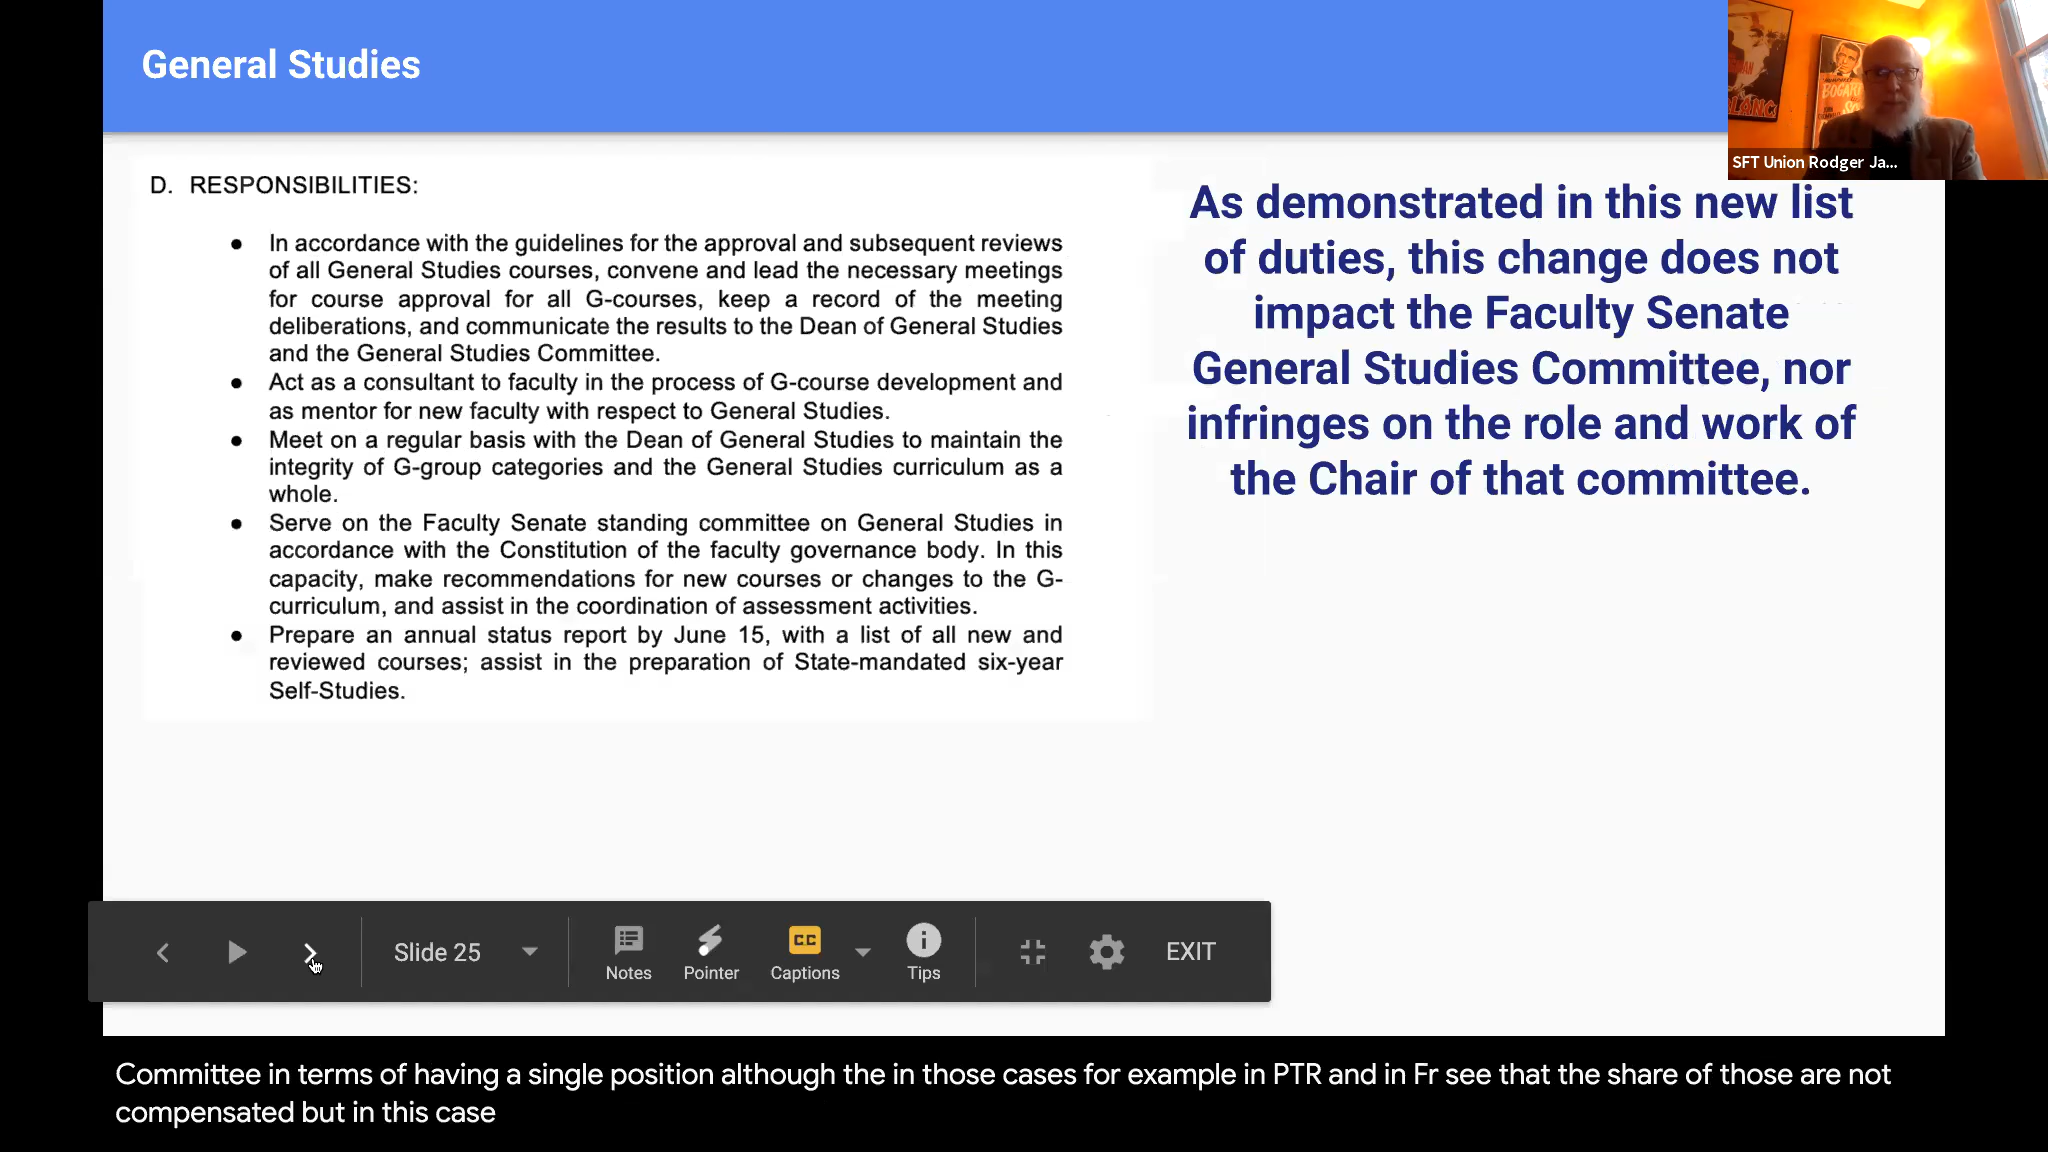 General Studies
D. RESPONSIBILITIES:
● In accordance with the guidelines for the approval and subsequent reviews
of all General Studies courses, convene and lead the necessary meetings
for course approval for all G-courses, keep a record of the meeting
deliberations, and communicate the results to the Dean of General Studies
and the General Studies Committee.
● Act as a consultant to faculty in the process of G-course development and
as mentor for new faculty with respect to General Studies.
● Meet on a regular basis with the Dean of General Studies to maintain the
integrity of G-group categories and the General Studies curriculum as a
whole.
● Serve on the Faculty Senate standing committee on General Studies in
accordance with the Constitution of the faculty governance body. In this
capacity, make recommendations for new courses or changes to the G-
curriculum, and assist in the coordination of assessment activities.
● Prepare an annual status report by June 15, with a list of all new and
reviewed courses; assist in the preparation of State-mandated six-year
Self-Studies.
As demonstrated in this new list
of duties, this change does not
impact the Faculty Senate
General Studies Committee, nor
infringes on the role and work of
the Chair of that committee.
BOGAR
SFT Union Rodger Ja...
Slide 25
Notes
Pointer
CC
Captions
Tips
EXIT
Committee in terms of having a single position although the in those cases for example in PTR and in Fr see that the share of those are not
compensated but in this case